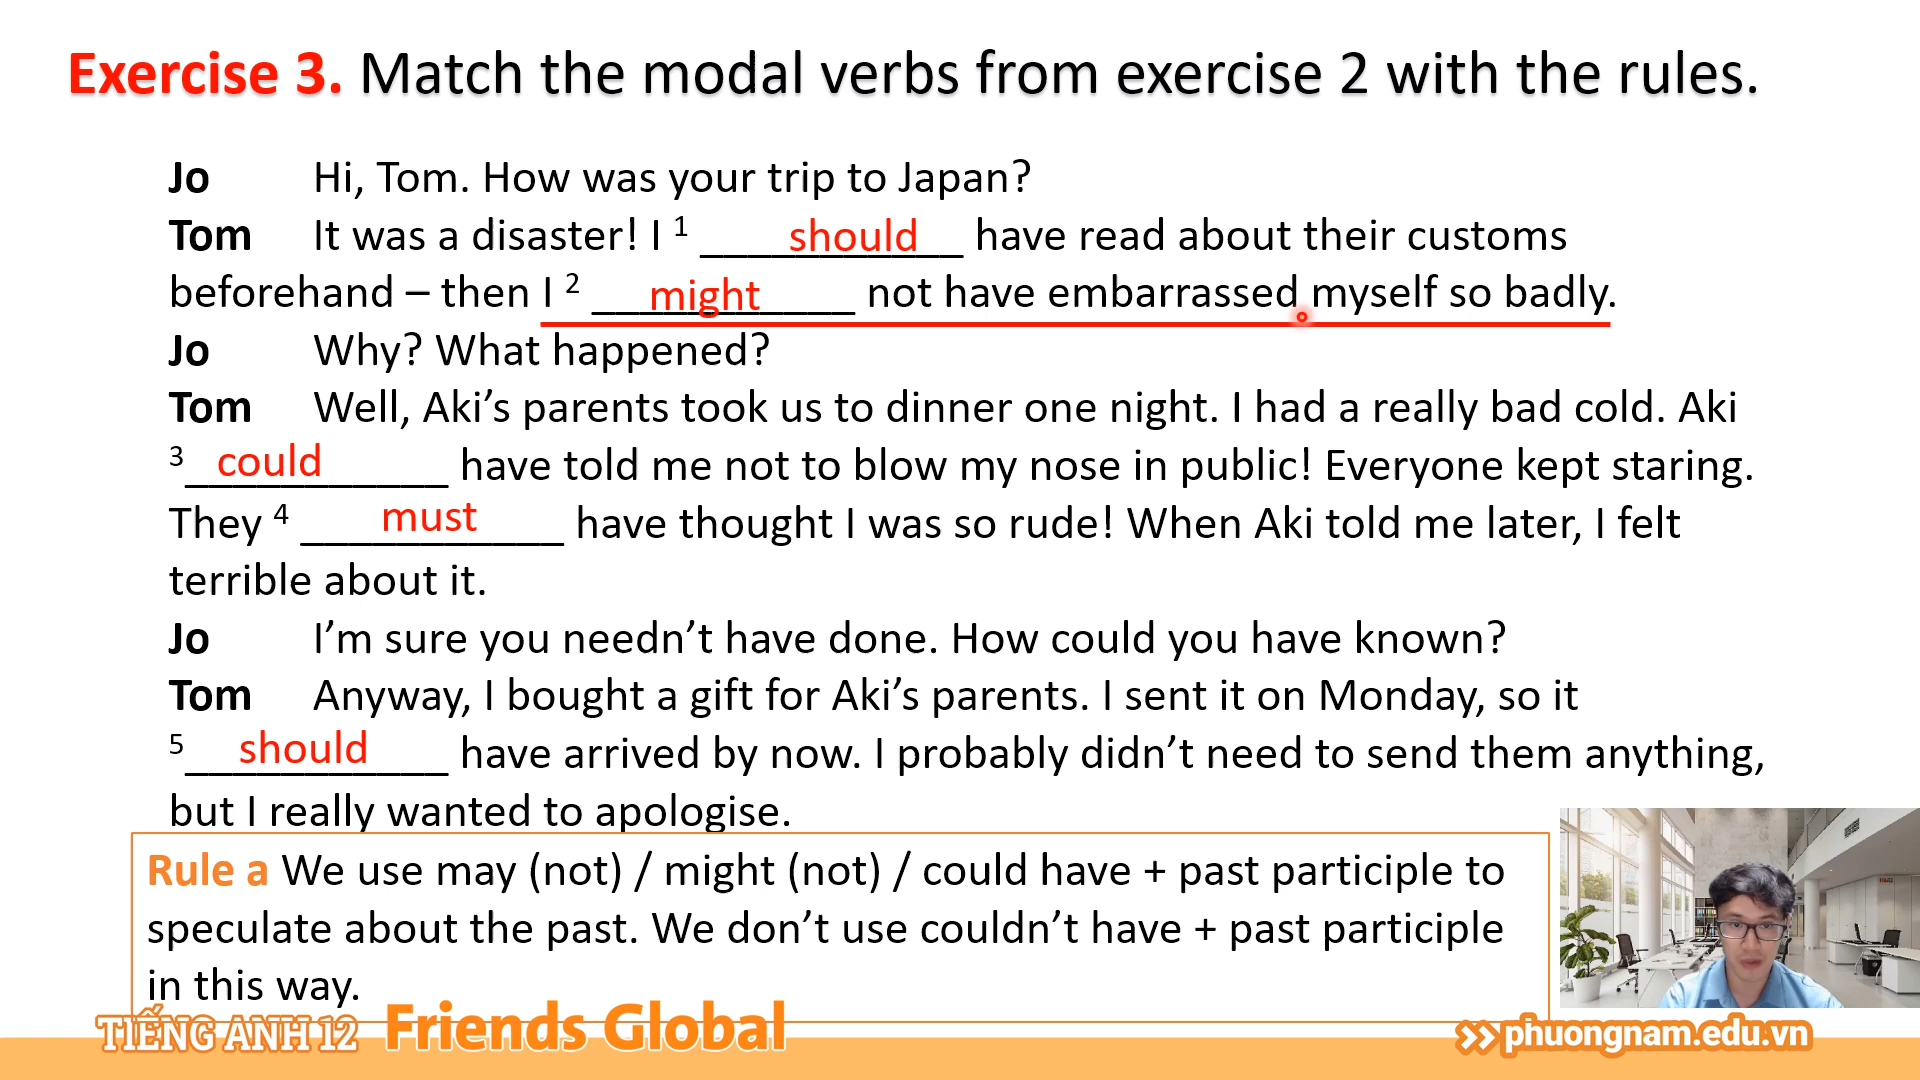 Exercise 3. Match the modal verbs from exercise 2 with the rules.
Jo Hi, Tom. How was your trip to Japan?
Tom It was a disaster! I ¹ ___________ should have read about their customs
beforehand – then I ² ___________ might not have embarrassed myself so badly.
Jo Why? What happened?
Tom Well, Aki’s parents took us to dinner one night. I had a really bad cold. Aki
³ ___________ could have told me not to blow my nose in public! Everyone kept staring.
They ⁴ ___________ must have thought I was so rude! When Aki told me later, I felt
terrible about it.
Jo I’m sure you needn’t have done. How could you have known?
Tom Anyway, I bought a gift for Aki’s parents. I sent it on Monday, so it
⁵ ___________ should have arrived by now. I probably didn’t need to send them anything,
but I really wanted to apologise.
Rule a We use may (not) / might (not) / could have + past participle to
speculate about the past. We don’t use couldn’t have + past participle
in this way.
TIẾNG ANH 12 Friends Global
phuongnam.edu.vn